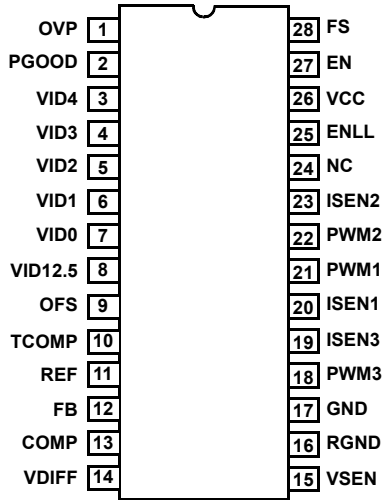 OVP 1 28 FS
PGOOD 2 27 EN
VID4 3 26 VCC
VID3 4 25 ENLL
VID2 5 24 NC
VID1 6 23 ISEN2
VID0 7 22 PWM2
VID12.5 8 21 PWM1
OFS 9 20 ISEN1
TCOMP 10 19 ISEN3
REF 11 18 PWM3
FB 12 17 GND
COMP 13 16 RGND
VDIFF 14 15 VSEN